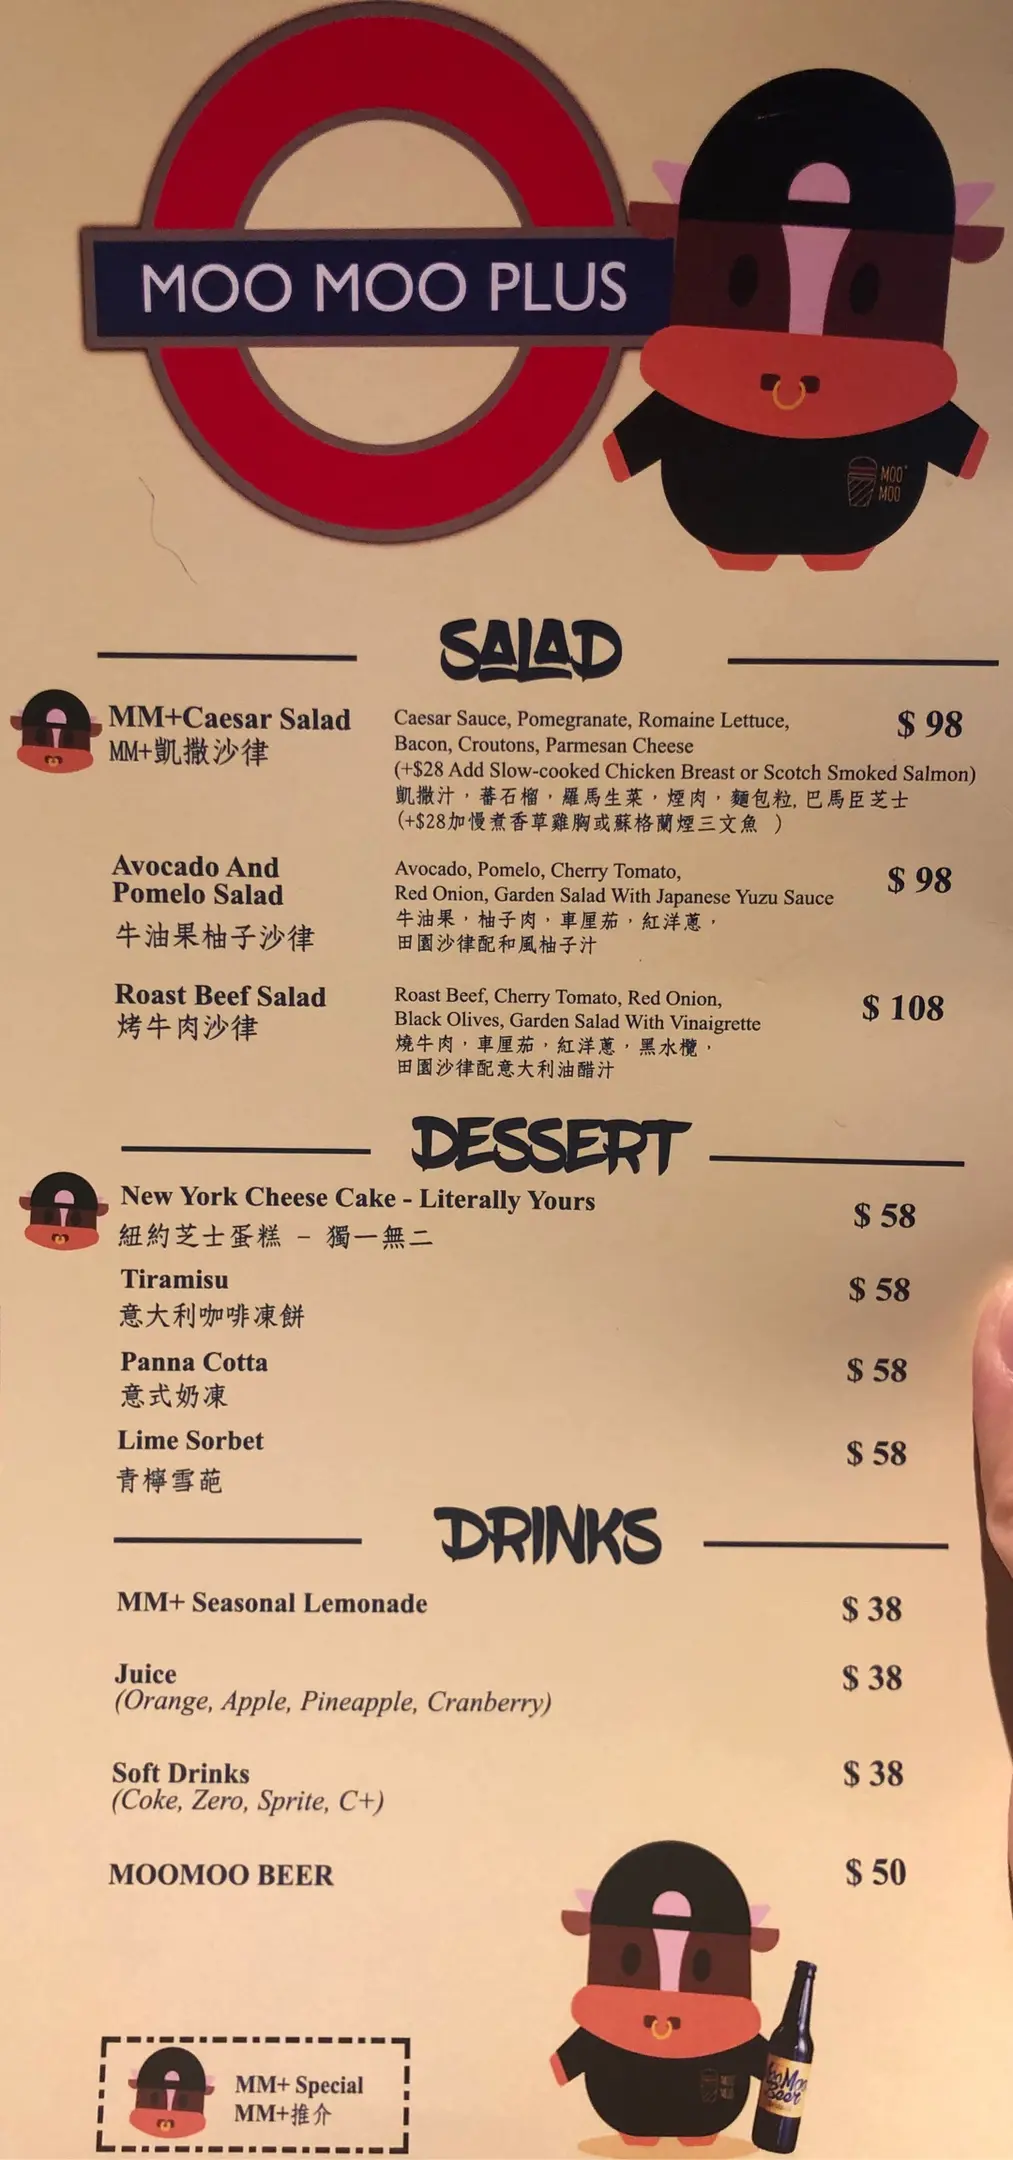 MOO MOO PLUS
MOO+
MOO
SALAD
MM+Caesar Salad
MM+凱撒沙律
Caesar Sauce, Pomegranate, Romaine Lettuce,
Bacon, Croutons, Parmesan Cheese
(+$28 Add Slow-cooked Chicken Breast or Scotch Smoked Salmon)
凱撒汁，蕃石榴，羅馬生菜，煙肉，麵包粒, 巴馬臣芝士
(+$28加慢煮香草雞胸或蘇格蘭煙三文魚 )
$ 98
Avocado And
Pomelo Salad
牛油果柚子沙律
Avocado, Pomelo, Cherry Tomato,
Red Onion, Garden Salad With Japanese Yuzu Sauce
牛油果，柚子肉，車厘茄，紅洋蔥，
田園沙律配和風柚子汁
$ 98
Roast Beef Salad
烤牛肉沙律
Roast Beef, Cherry Tomato, Red Onion,
Black Olives, Garden Salad With Vinaigrette
燒牛肉，車厘茄，紅洋蔥，黑水欖，
田園沙律配意大利油醋汁
$ 108
DESSERT
New York Cheese Cake - Literally Yours
紐約芝士蛋糕 – 獨一無二
$ 58
Tiramisu
意大利咖啡凍餅
$ 58
Panna Cotta
意式奶凍
$ 58
Lime Sorbet
青檸雪葩
$ 58
DRINKS
MM+ Seasonal Lemonade
$ 38
Juice
(Orange, Apple, Pineapple, Cranberry)
$ 38
Soft Drinks
(Coke, Zero, Sprite, C+)
$ 38
MOOMOO BEER
$ 50
MooMoo
Beer
MM+ Special
MM+推介